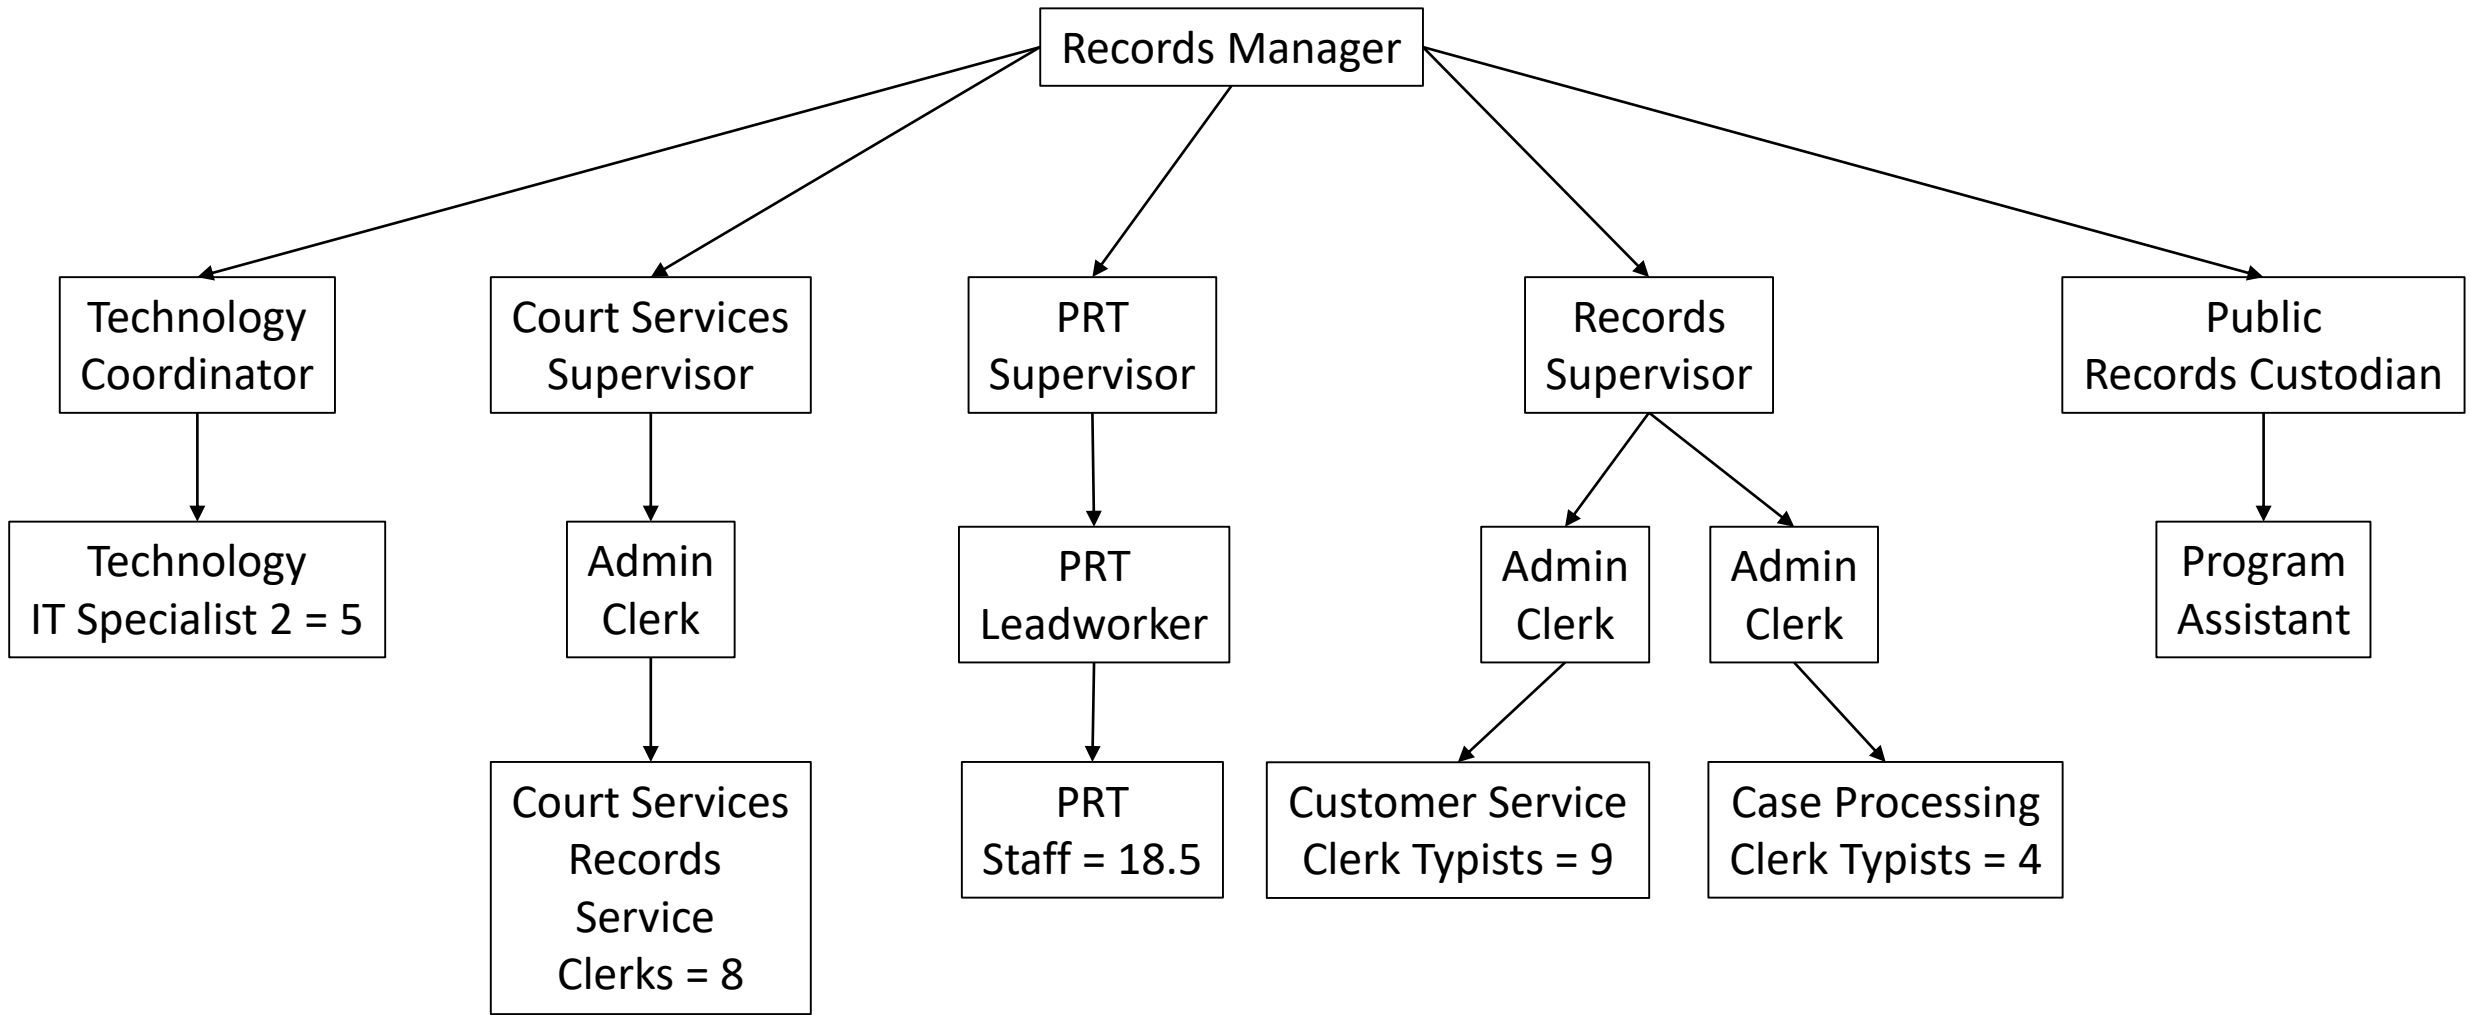 Records Manager
Technology
Coordinator
Court Services
Supervisor
PRT
Supervisor
Records
Supervisor
Public
Records Custodian
Technology
IT Specialist 2 = 5
Admin
Clerk
PRT
Leadworker
Admin
Clerk
Admin
Clerk
Program
Assistant
Court Services
Records
Service
Clerks = 8
PRT
Staff = 18.5
Customer Service
Clerk Typists = 9
Case Processing
Clerk Typists = 4